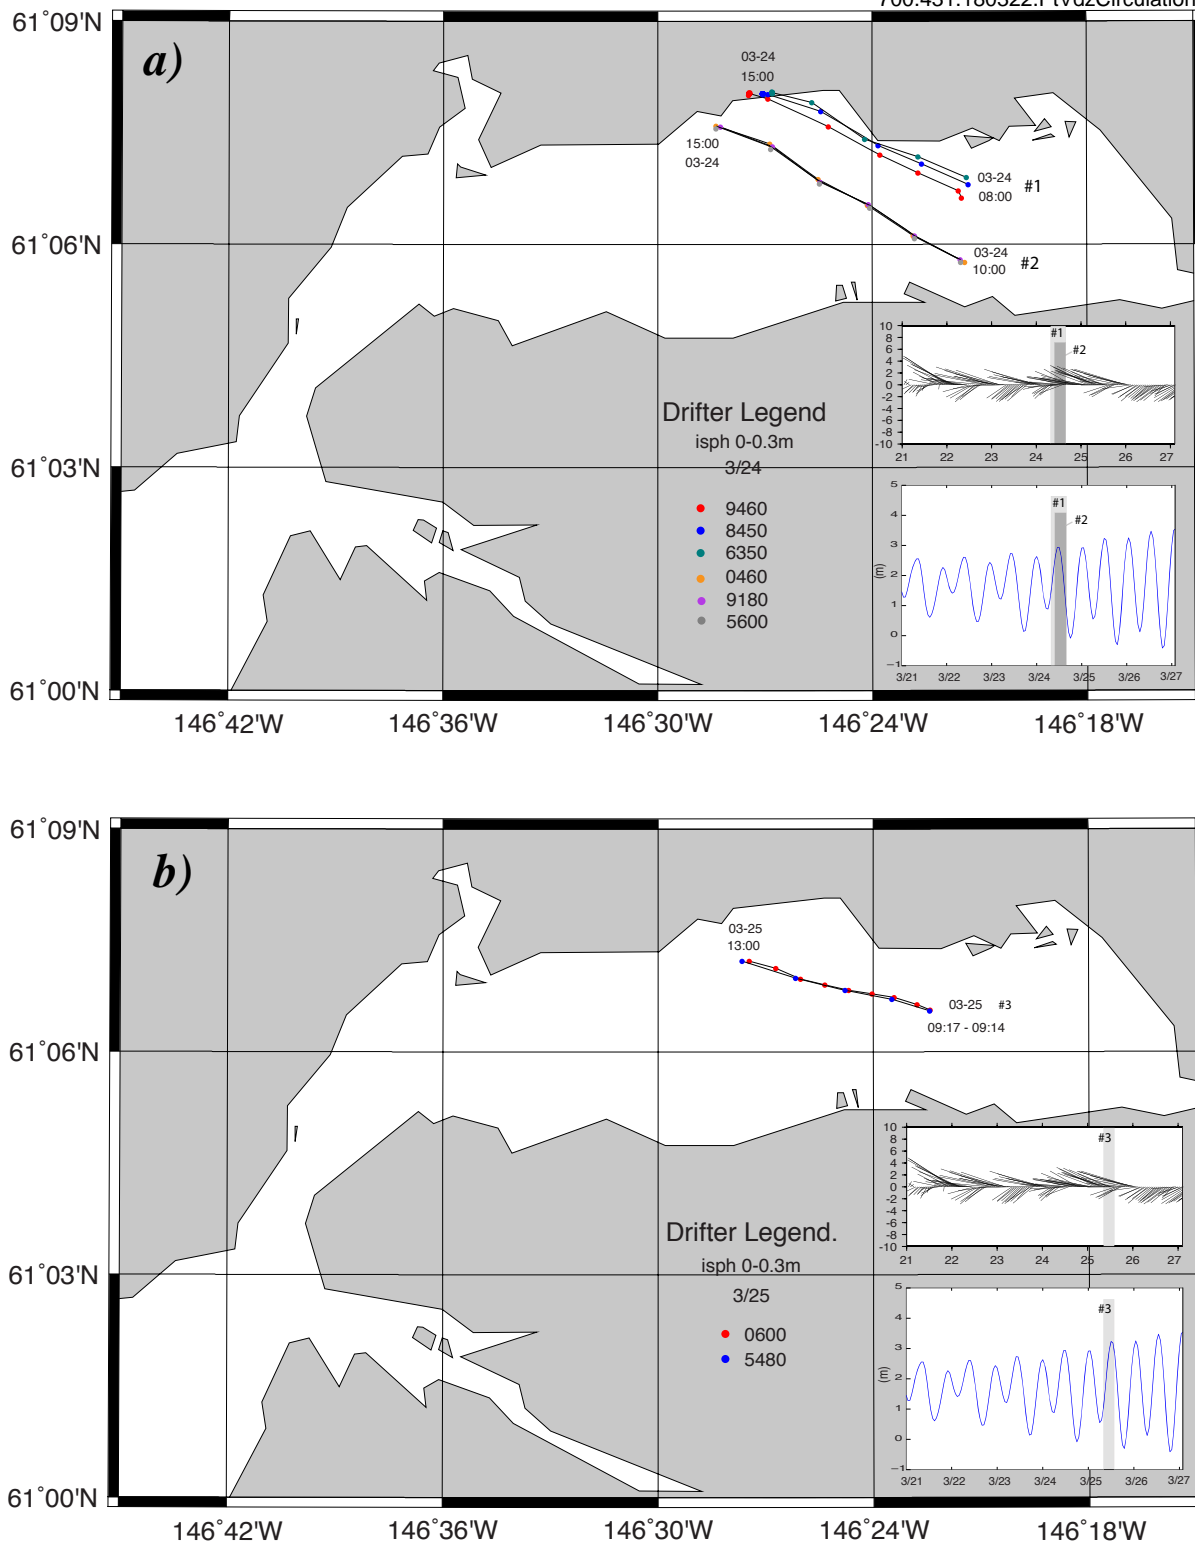 700.431.180322.PtVdzCirculation
61°09'N
a)
03-24
15:00
15:00
03-24
03-24
08:00
#1
61°06'N
03-24
10:00
#2
10
8
6
4
2
0
-2
-4
-6
-8
-10
#1
#2
21 22 23 24 25 26 27
Drifter Legend
isph 0-0.3m
3/24
61°03'N
9460
8450
6350
0460
9180
5600
5
4
3
2
1
0
-1
(m)
#1
#2
3/21 3/22 3/23 3/24 3/25 3/26 3/27
61°00'N
146°42'W 146°36'W 146°30'W 146°24'W 146°18'W
61°09'N
b)
03-25
13:00
03-25 #3
09:17 - 09:14
61°06'N
10
8
6
4
2
0
-2
-4
-6
-8
-10
#3
21 22 23 24 25 26 27
Drifter Legend.
isph 0-0.3m
3/25
61°03'N
0600
5480
5
4
3
2
1
0
-1
(m)
#3
3/21 3/22 3/23 3/24 3/25 3/26 3/27
61°00'N
146°42'W 146°36'W 146°30'W 146°24'W 146°18'W